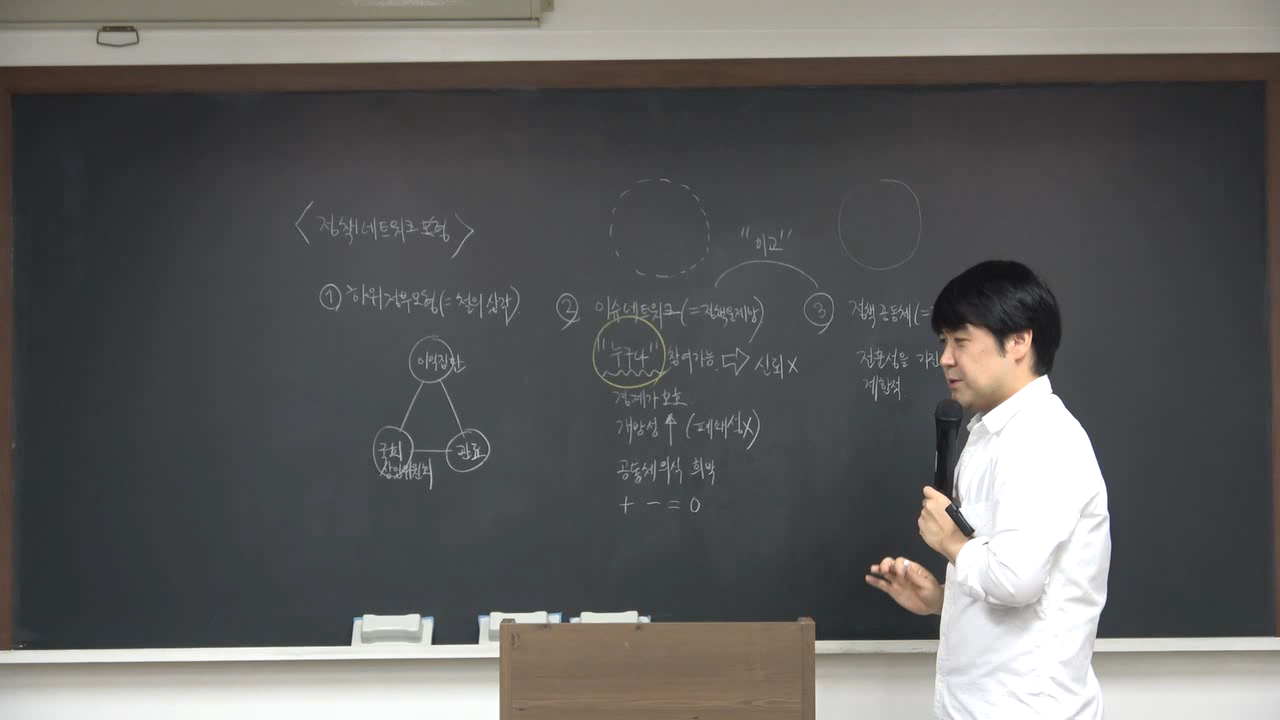 <정책네트워크모형>
① 하위정부모형(= 철의 삼각)
이익집단
국회
상임위원회
관료
② 이슈네트워크(=정책문제망)
"누구나" 참여가능. ⇨ 신뢰 X
경계가 모호
개방성 ↑ (폐쇄성X)
공동체의식 희박
+ - = 0
"비교"
③ 정책 공동체 (=
전문성을 가진
계획적